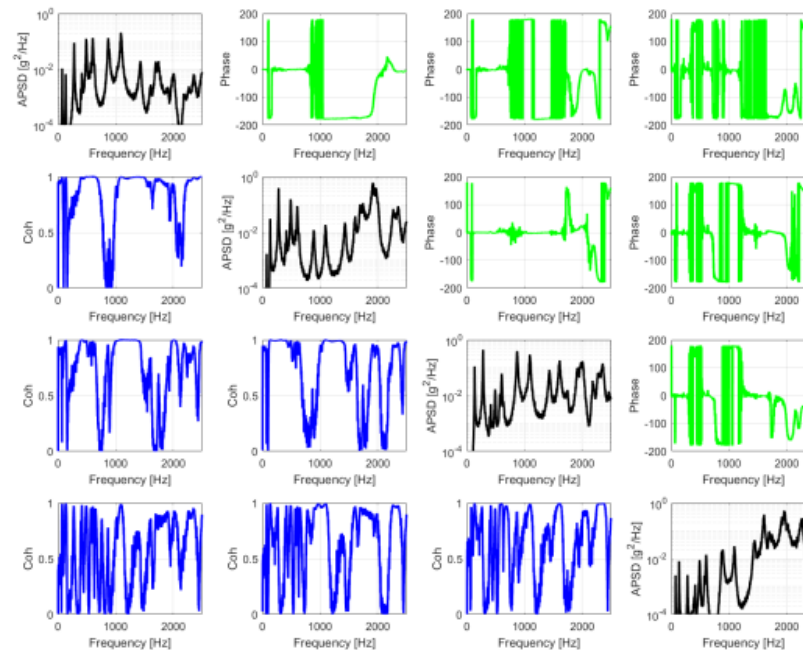 10^0 200 200 200
APSD [g^2/Hz] 10^-2 Phase 100 0 -100 Phase 100 0 -100 Phase 100 0 -100
10^-4 -200 -200 -200
0 1000 2000 0 1000 2000 0 1000 2000 0 1000 2000
Frequency [Hz] Frequency [Hz] Frequency [Hz] Frequency [Hz]
1 10^0 200 200
Coh 0.5 APSD [g^2/Hz] 10^-2 Phase 100 0 -100 Phase 100 0 -100
0 10^-4 -200 -200
0 1000 2000 0 1000 2000 0 1000 2000 0 1000 2000
Frequency [Hz] Frequency [Hz] Frequency [Hz] Frequency [Hz]
1 1 10^0 200
Coh 0.5 Coh 0.5 APSD [g^2/Hz] 10^-2 Phase 100 0 -100
0 0 10^-4 -200
0 1000 2000 0 1000 2000 0 1000 2000 0 1000 2000
Frequency [Hz] Frequency [Hz] Frequency [Hz] Frequency [Hz]
1 1 1 10^0
Coh 0.5 Coh 0.5 Coh 0.5 APSD [g^2/Hz] 10^-2
0 0 0 10^-4
0 1000 2000 0 1000 2000 0 1000 2000 0 1000 2000
Frequency [Hz] Frequency [Hz] Frequency [Hz] Frequency [Hz]